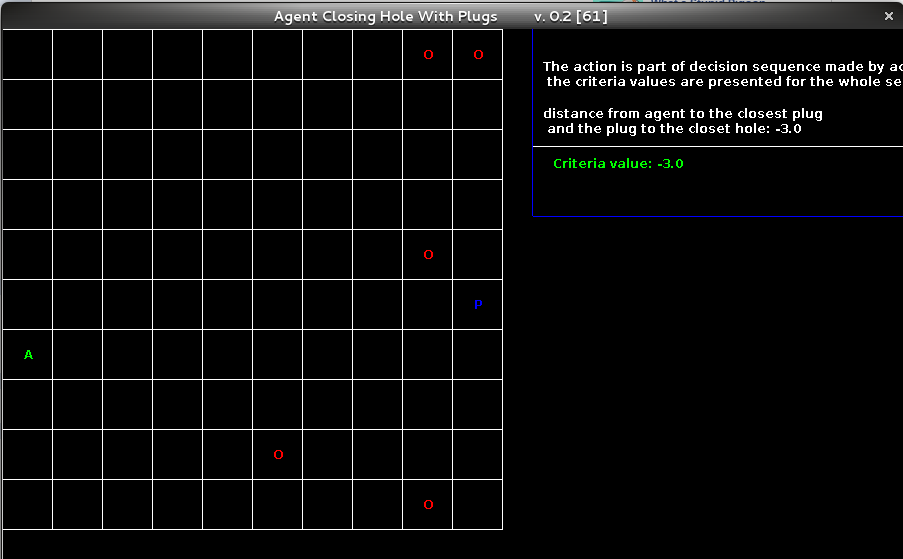 Agent Closing Hole With Plugs v. 0.2 [61]
O O
The action is part of decision sequence made by
the criteria values are presented for the whole
distance from agent to the closest plug
and the plug to the closet hole: -3.0
Criteria value: -3.0
O
P
A
O
O